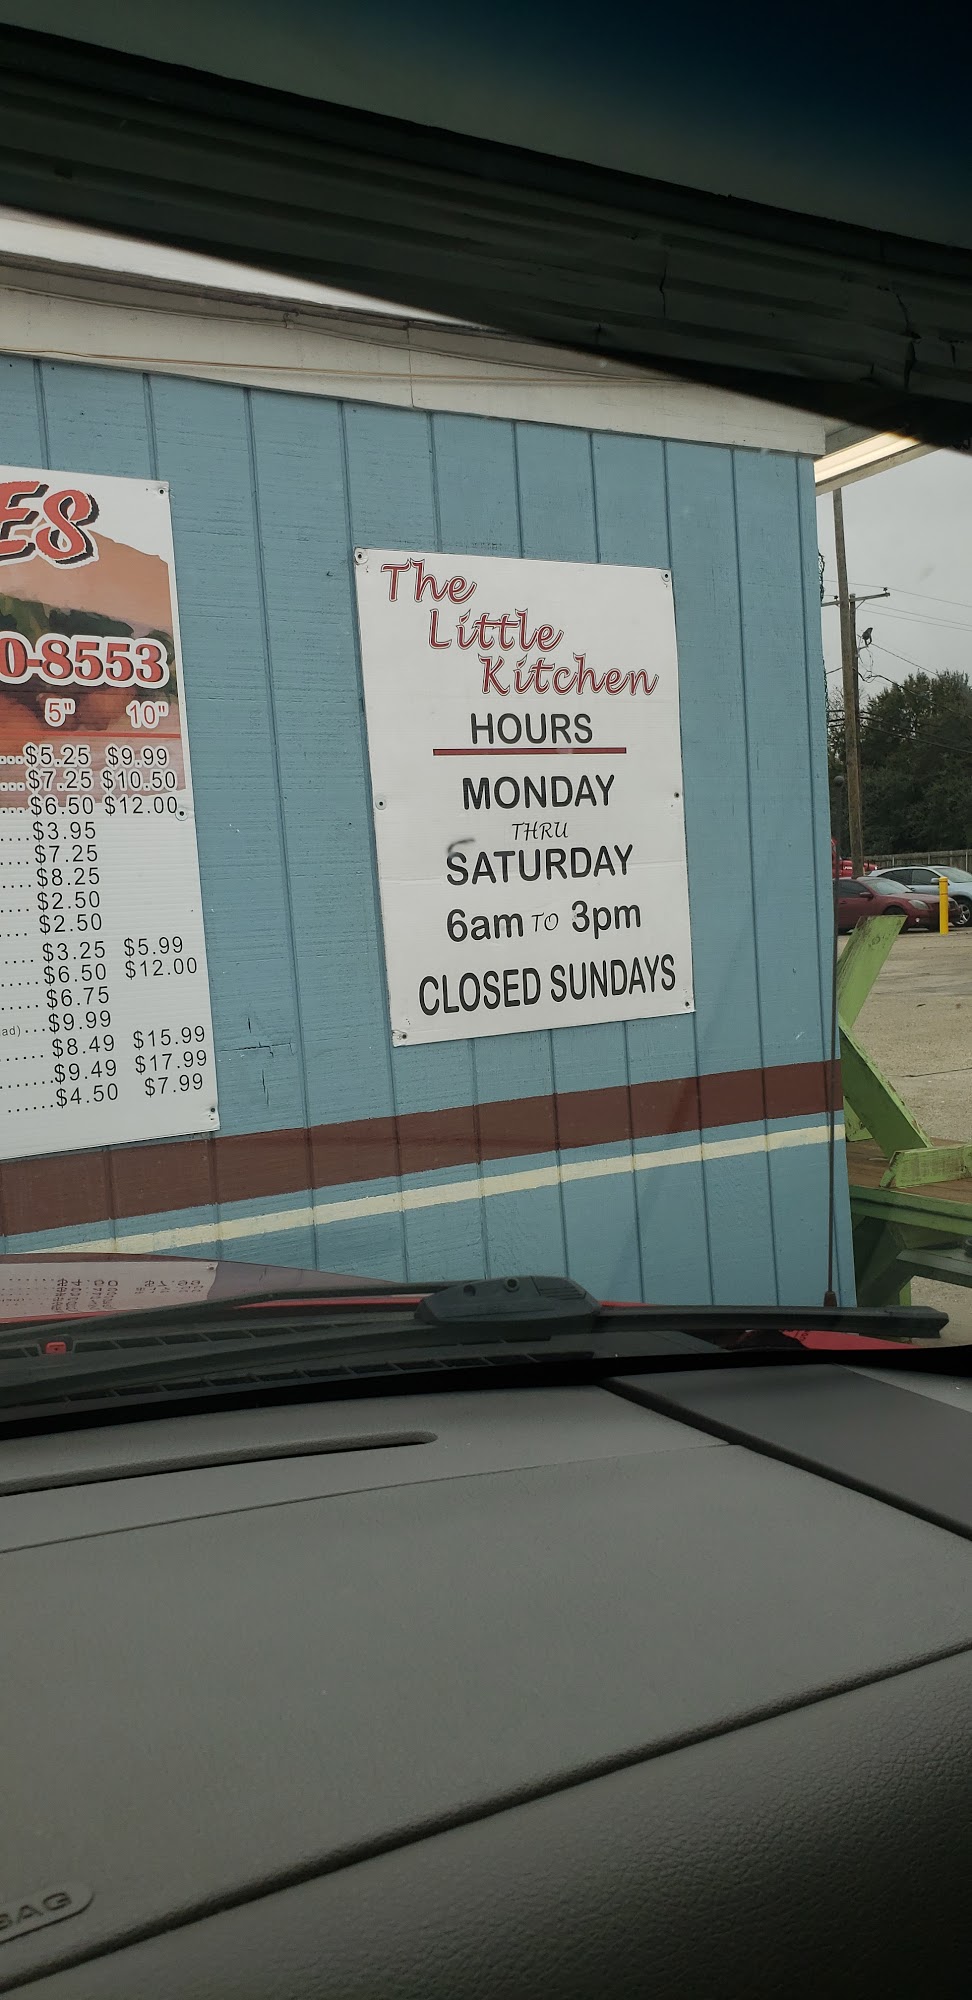 ES
0-8553
5" 10"
...$5.25 $9.99
....$7.25 $10.50
....$6.50 $12.00
....$3.95
....$7.25
....$8.25
....$2.50
.... $2.50
..... $3.25 $5.99
.....$6.50 $12.00
..... $6.75
ad)...$9.99
...... $8.49 $15.99
.......$9.49 $17.99
......$4.50 $7.99
The
Little
Kitchen
HOURS
MONDAY
THRU
SATURDAY
6am TO 3pm
CLOSED SUNDAYS
BAG